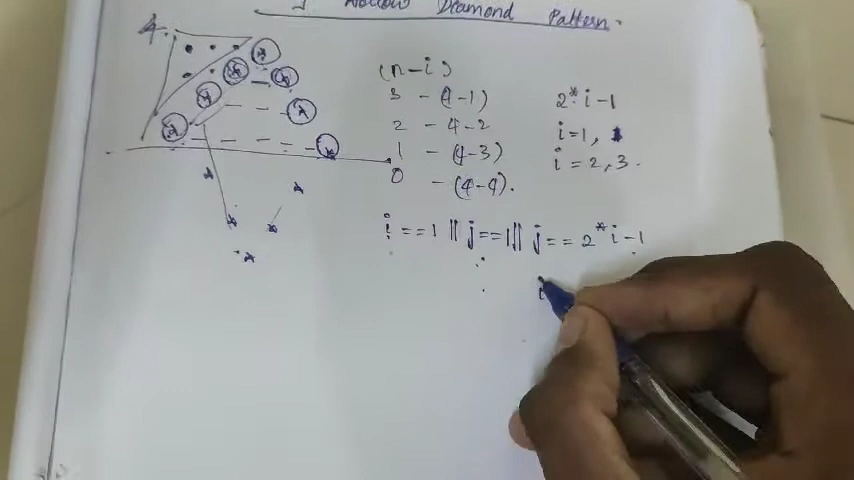 Hollow Diamond Pattern.
4.
(n-i)
3 - (4-1)
2 - 4-2
1 - (4-3)
0 - (4-4).
2*i-1
i=1,
i=2,3.
i==1 || j==1|| j==2*i-1
i